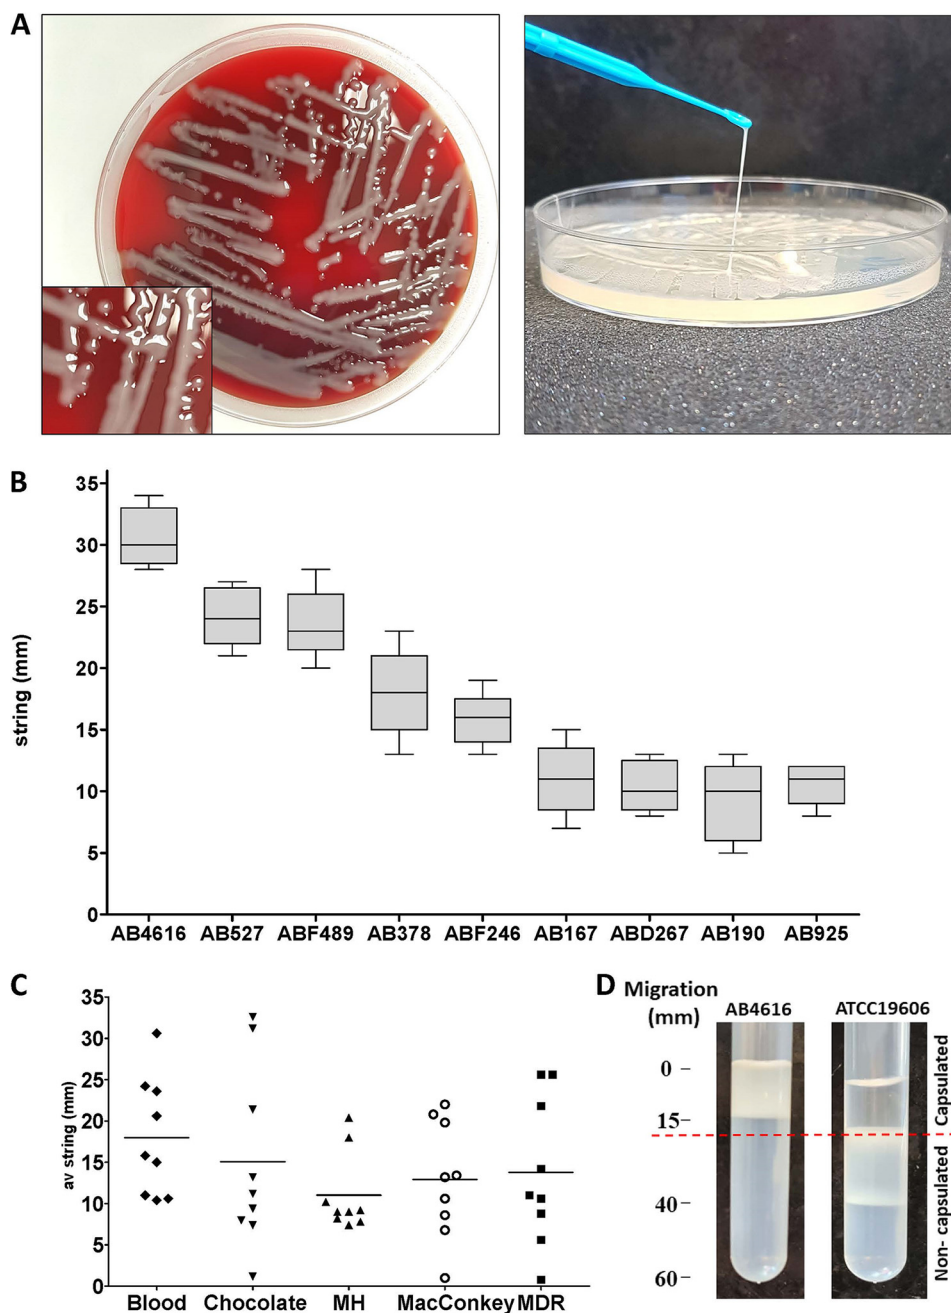 A
B
35
30
25
20
15
10
5
0
string (mm)
AB4616 AB527 ABF489 AB378 ABF246 AB167 ABD267 AB190 AB925
C
35
30
25
20
15
10
5
0
av string (mm)
Blood Chocolate MH MacConkey MDR
D
Migration
(mm)
AB4616 ATCC19606
0
15
40
60
Capsulated
Non- capsulated